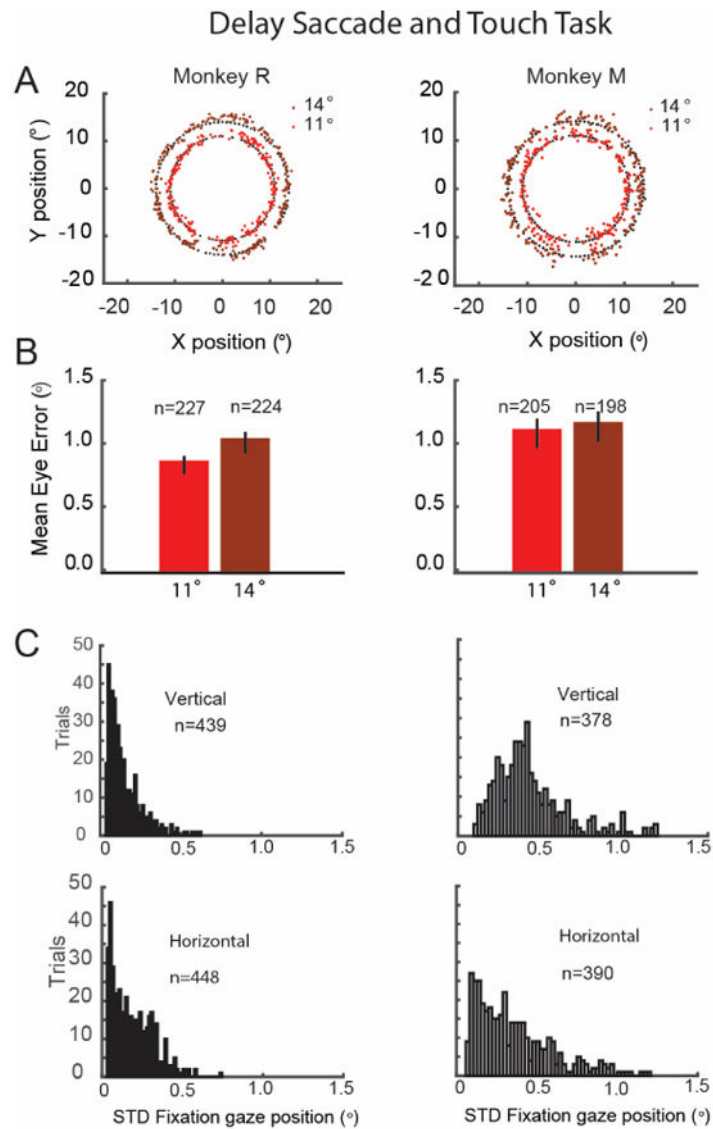 Delay Saccade and Touch Task
A
Monkey R
Monkey M
Y position (°)
20
10
0
-10
-20
14°
11°
-20 -10 0 10 20
X position (°)
20
10
0
-10
-20
14°
11°
-20 -10 0 10 20
X position (°)
B
Mean Eye Error (°)
1.5
1.0
0.5
0.0
n=227 n=224
11° 14°
1.5
1.0
0.5
0.0
n=205 n=198
11° 14°
C
Trials
50
40
30
20
10
0
Vertical
n=439
0 0.5 1.0 1.5
Vertical
n=378
0 0.5 1.0 1.5
Trials
50
40
30
20
10
0
Horizontal
n=448
0 0.5 1.0 1.5
STD Fixation gaze position (°)
Horizontal
n=390
0 0.5 1.0 1.5
STD Fixation gaze position (°)